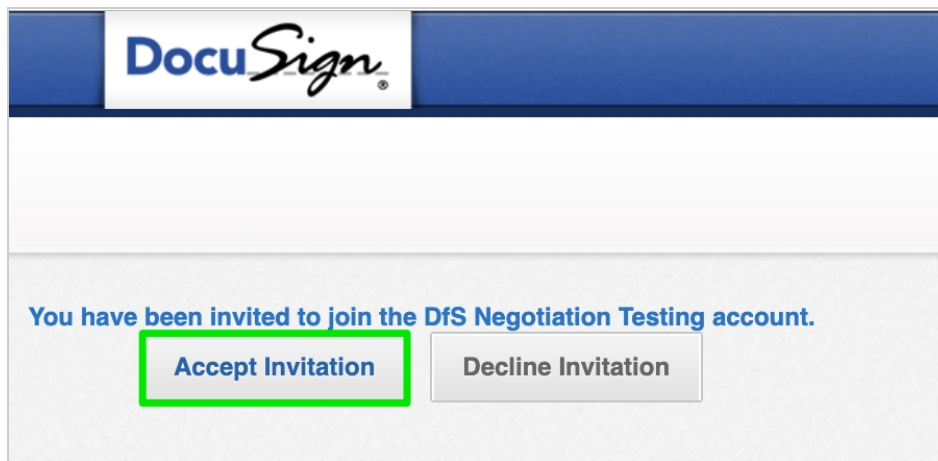 DocuSign®
You have been invited to join the DfS Negotiation Testing account.
Accept Invitation Decline Invitation